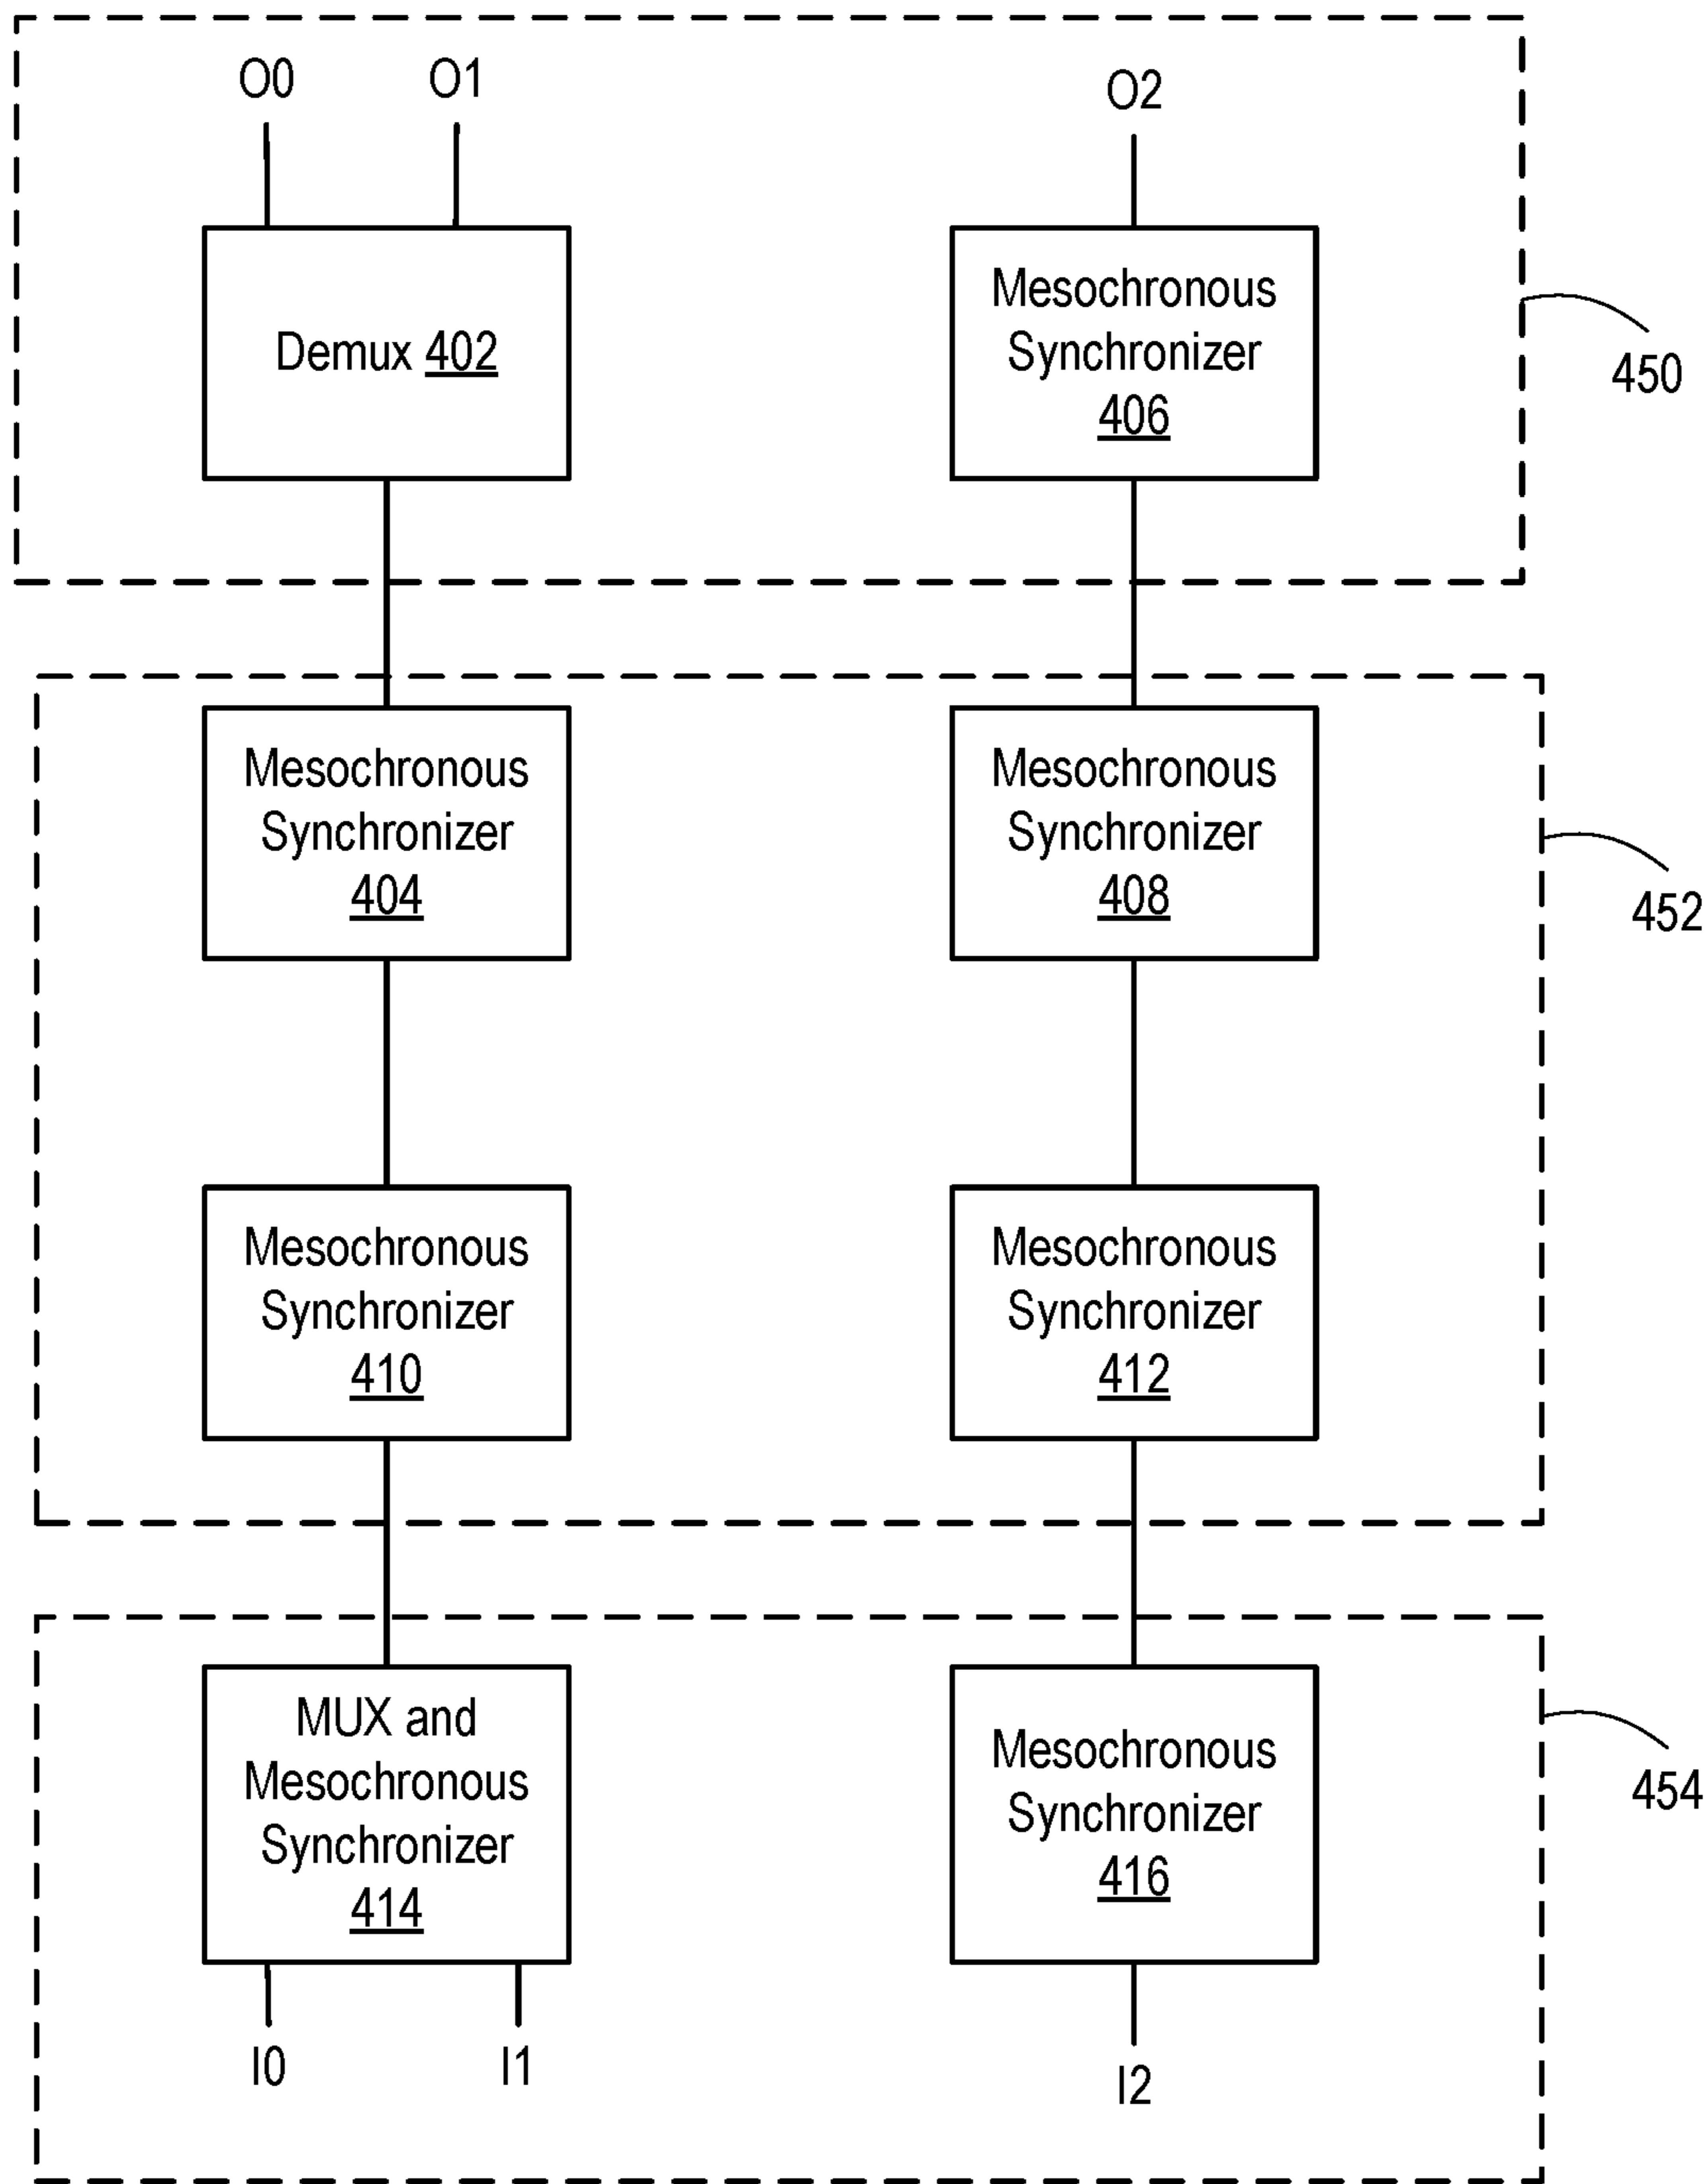 O0
O1
O2
Demux 402
Mesochronous
Synchronizer
406
450
Mesochronous
Synchronizer
404
Mesochronous
Synchronizer
408
452
Mesochronous
Synchronizer
410
Mesochronous
Synchronizer
412
MUX and
Mesochronous
Synchronizer
414
Mesochronous
Synchronizer
416
454
I0
I1
I2